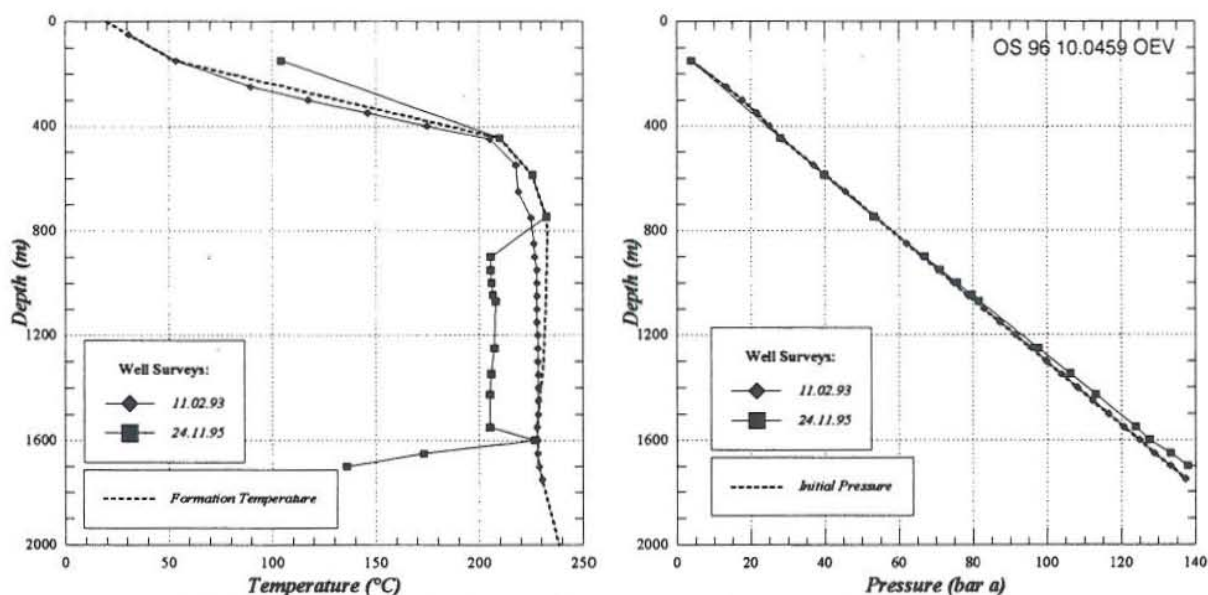 OS 96 10.0459 OEV
0
400
800
1200
1600
2000
Depth (m)
Well Surveys:
11.02.93
24.11.95
Formation Temperature
0 50 100 150 200 250
Temperature (°C)
0
400
800
1200
1600
2000
Depth (m)
Well Surveys:
11.02.93
24.11.95
Initial Pressure
0 20 40 60 80 100 120 140
Pressure (bar a)